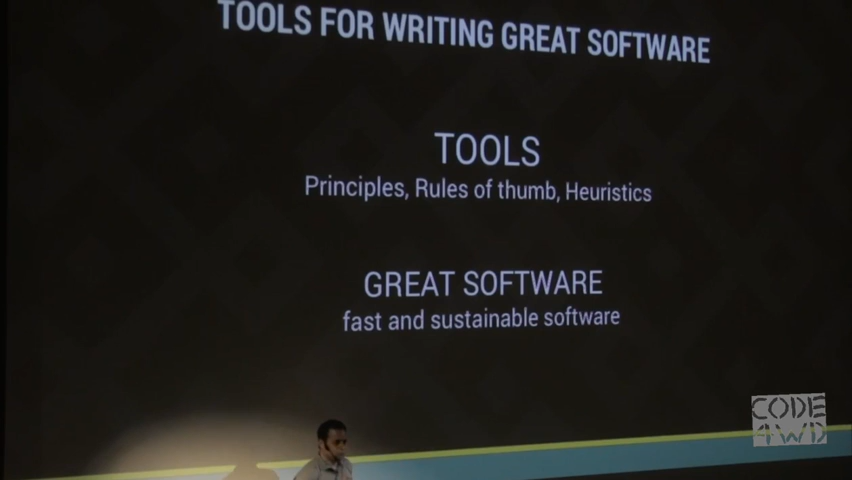 TOOLS FOR WRITING GREAT SOFTWARE
TOOLS
Principles, Rules of thumb, Heuristics
GREAT SOFTWARE
fast and sustainable software
CODE
4WD